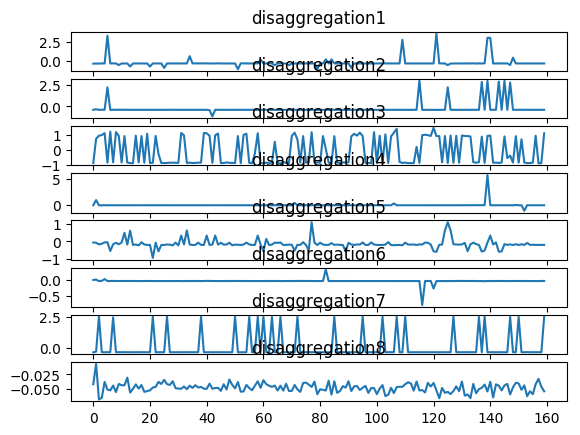 disaggregation1
2.5
0.0
disaggregation2
2.5
0.0
disaggregation3
1
0
−1
disaggregation4
5
0
disaggregation5
1
0
−1
disaggregation6
0.0
−0.5
disaggregation7
2.5
0.0
disaggregation8
−0.025
−0.050
0 20 40 60 80 100 120 140 160